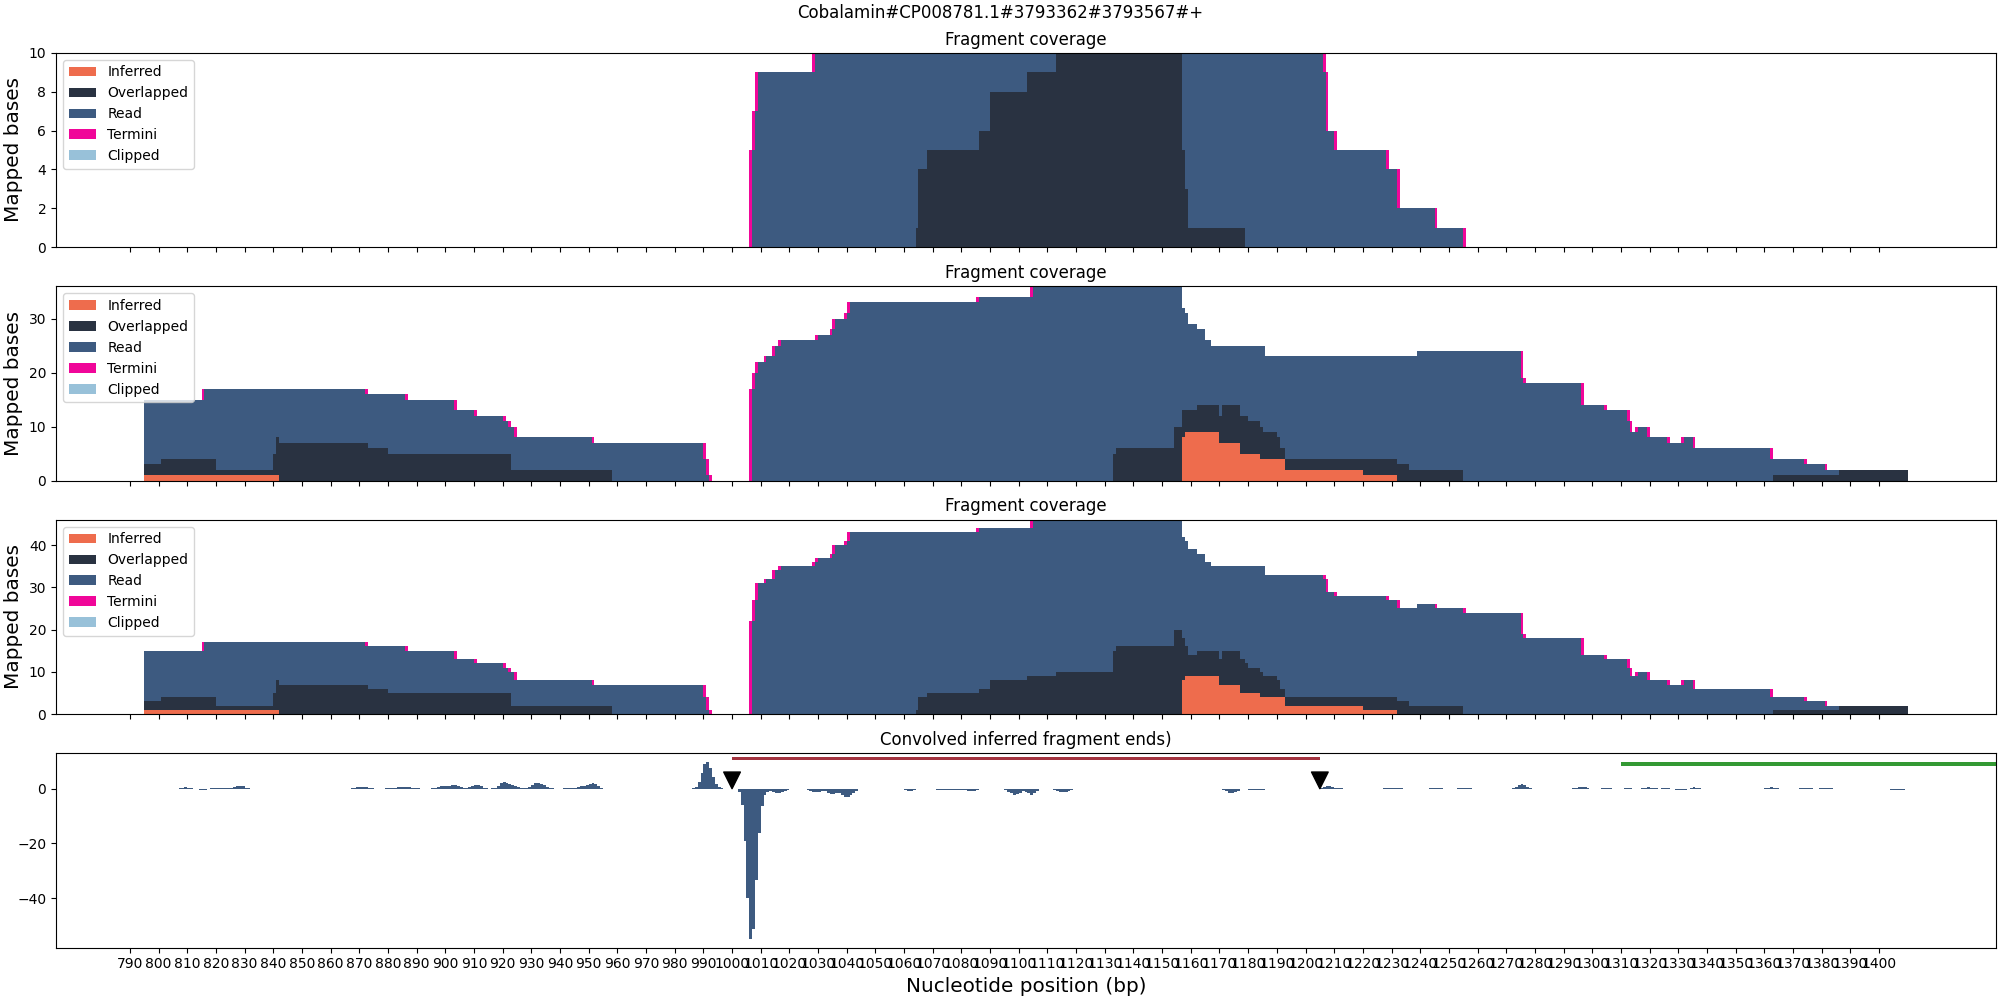 Cobalamin#CP008781.1#3793362#3793567#+
Fragment coverage
10
8
6
4
2
0
Mapped bases
Inferred
Overlapped
Read
Termini
Clipped
Fragment coverage
30
20
10
0
Mapped bases
Inferred
Overlapped
Read
Termini
Clipped
Fragment coverage
40
30
20
10
0
Mapped bases
Inferred
Overlapped
Read
Termini
Clipped
Convolved inferred fragment ends)
0
−20
−40
790 800 810 820 830 840 850 860 870 880 890 900 910 920 930 940 950 960 970 980 990 1000 1010 1020 1030 1040 1050 1060 1070 1080 1090 1100 1110 1120 1130 1140 1150 1160 1170 1180 1190 1200 1210 1220 1230 1240 1250 1260 1270 1280 1290 1300 1310 1320 1330 1340 1350 1360 1370 1380 1390 1400
Nucleotide position (bp)